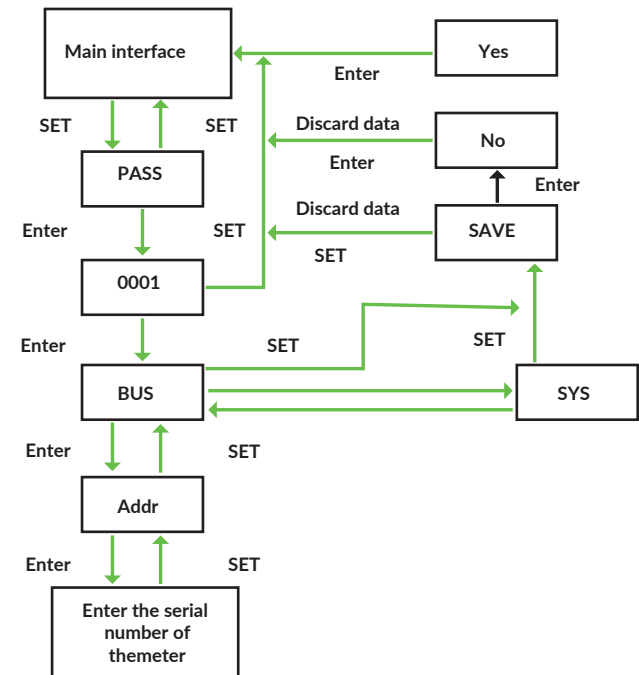 Main interface
Yes
Enter
SET
SET
Discard data
No
Enter
PASS
Enter
Enter
SET
Discard data
SAVE
SET
0001
Enter
SET
SET
BUS
SYS
Enter
SET
Addr
Enter
SET
Enter the serial
number of
themeter